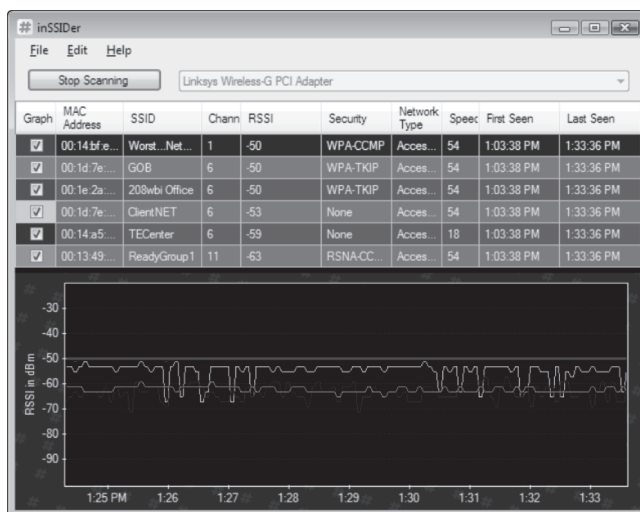 inSSIDer
File Edit Help
Stop Scanning Linksys Wireless-G PCI Adapter
Graph MAC Address SSID Chann RSSI Security Network Type Speec First Seen Last Seen
00:14:bf:e... Worst...Net... 1 -50 WPA-CCMP Acces... 54 1:03:38 PM 1:33:36 PM
00:1d:7e:... GOB 6 -50 WPA-TKIP Acces... 54 1:03:38 PM 1:33:36 PM
00:1e:2a:... 208wbi Office 6 -50 WPA-TKIP Acces... 54 1:03:38 PM 1:33:36 PM
00:1d:7e:... ClientNET 6 -53 None Acces... 54 1:03:38 PM 1:33:36 PM
00:14:a5:... TECenter 6 -59 None Acces... 18 1:03:38 PM 1:33:36 PM
00:13:49:... ReadyGroup1 11 -63 RSNA-CC... Acces... 54 1:03:38 PM 1:33:36 PM
RSSI in dBm
-30
-40
-50
-60
-70
-80
-90
1:25 PM 1:26 1:27 1:28 1:29 1:30 1:31 1:32 1:33